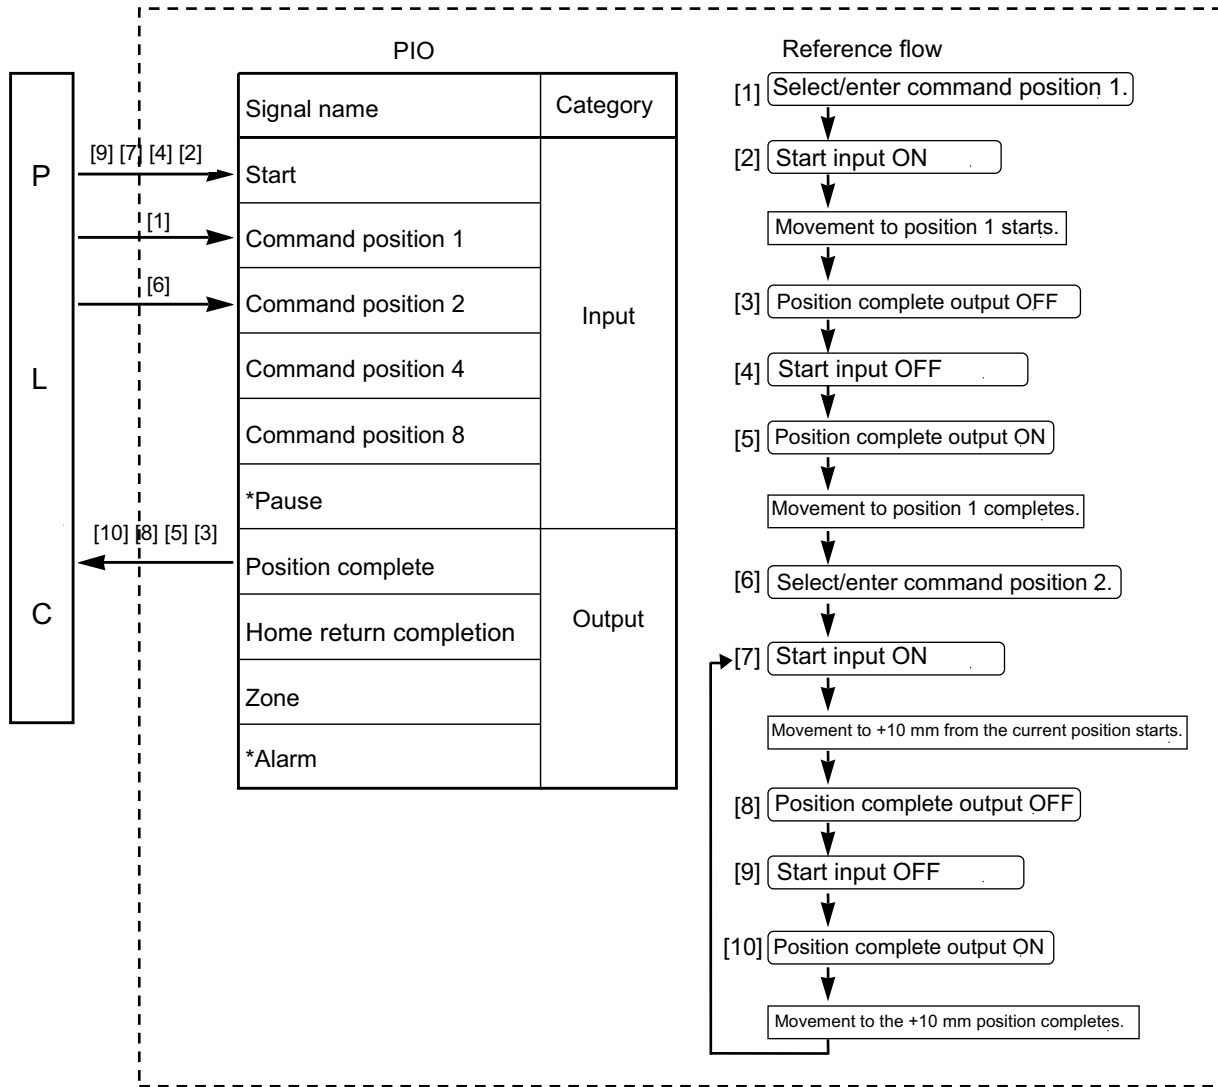 PIO
P
L
C
Signal name
Category
[9] [7] [4] [2]
Start
[1]
Command position 1
[6]
Command position 2
Command position 4
Command position 8
*Pause
Input
[10] [8] [5] [3]
Position complete
Home return completion
Zone
*Alarm
Output
Reference flow
[1] Select/enter command position 1.
[2] Start input ON
Movement to position 1 starts.
[3] Position complete output OFF
[4] Start input OFF
[5] Position complete output ON
Movement to position 1 completes.
[6] Select/enter command position 2.
[7] Start input ON
Movement to +10 mm from the current position starts.
[8] Position complete output OFF
[9] Start input OFF
[10] Position complete output ON
Movement to the +10 mm position completes.